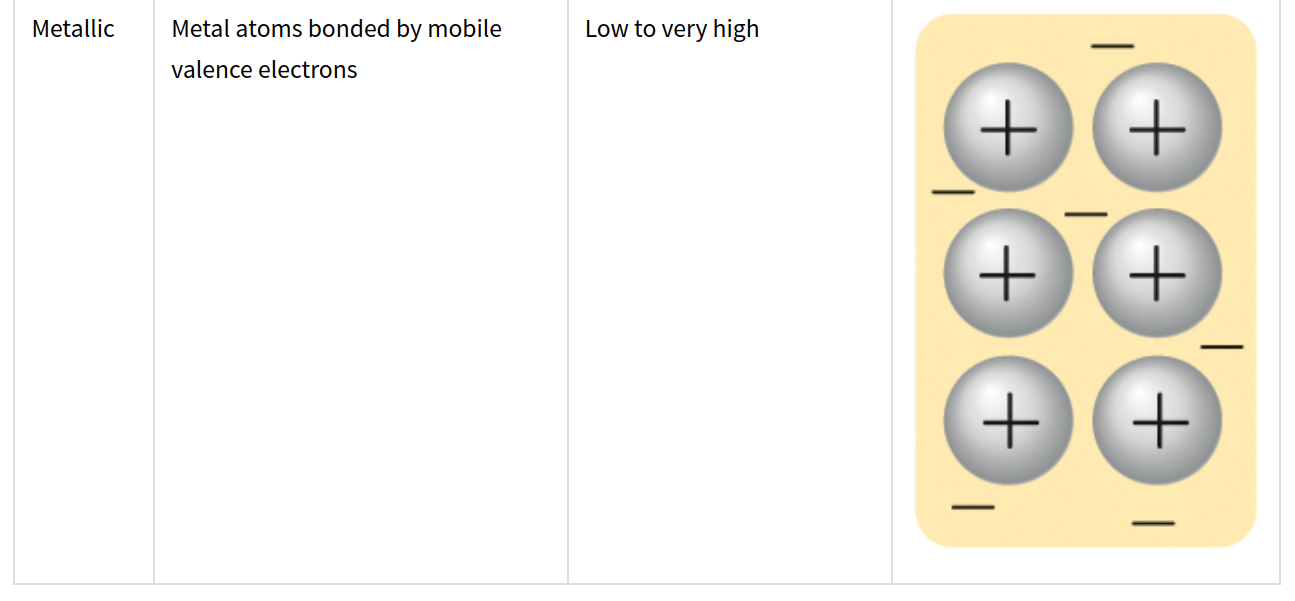 Metallic
Metal atoms bonded by mobile
valence electrons
Low to very high
— 
+ +
—
—
+ +
—
+ +
—
—